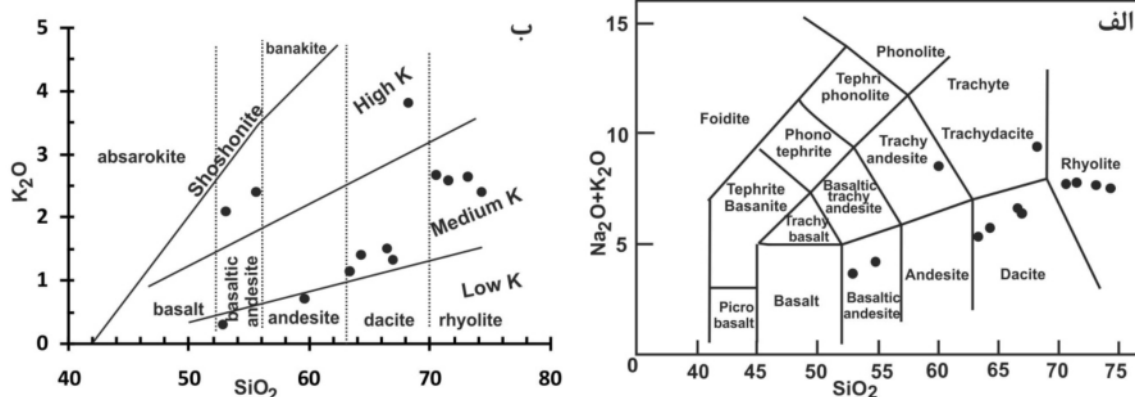 ب
5
4
3
2
1
0
K₂O
40
50
60
70
80
SiO₂
banakite
High K
Shoshonite
absarokite
Medium K
Low K
basalt
basaltic
andesite
andesite
dacite
rhyolite
الف
15
10
5
0
Na₂O+K₂O
40
45
50
55
60
65
70
75
SiO₂
Phonolite
Tephri
phonolite
Trachyte
Foidite
Trachydacite
Phono
tephrite
Trachy
andesite
Rhyolite
Tephrite
Basanite
Basaltic
trachy
andesite
Trachy
basalt
Picro
basalt
Basalt
Basaltic
andesite
Andesite
Dacite